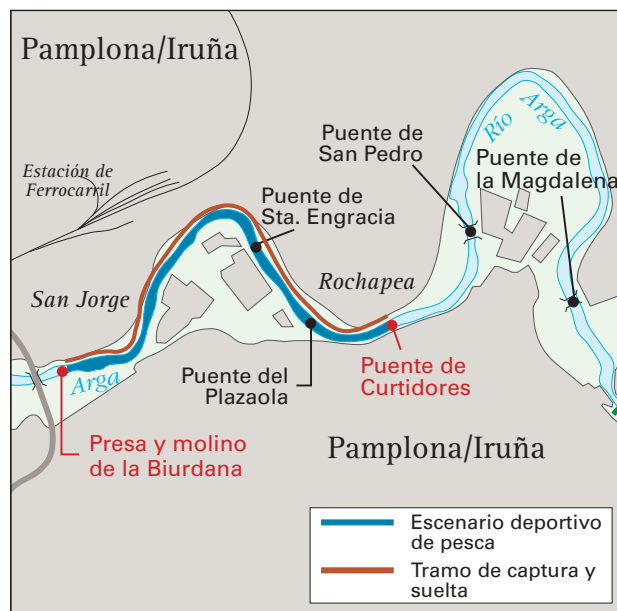 Pamplona/Iruña
Río
Arga
Puente de
San Pedro
Puente de
la Magdalena
Estación de
Ferrocarril
Puente de
Sta. Engracia
San Jorge
Rochapea
Arga
Puente del
Plazaola
Puente de
Curtidores
Presa y molino
de la Biurdana
Pamplona/Iruña
Escenario deportivo
de pesca
Tramo de captura y
suelta